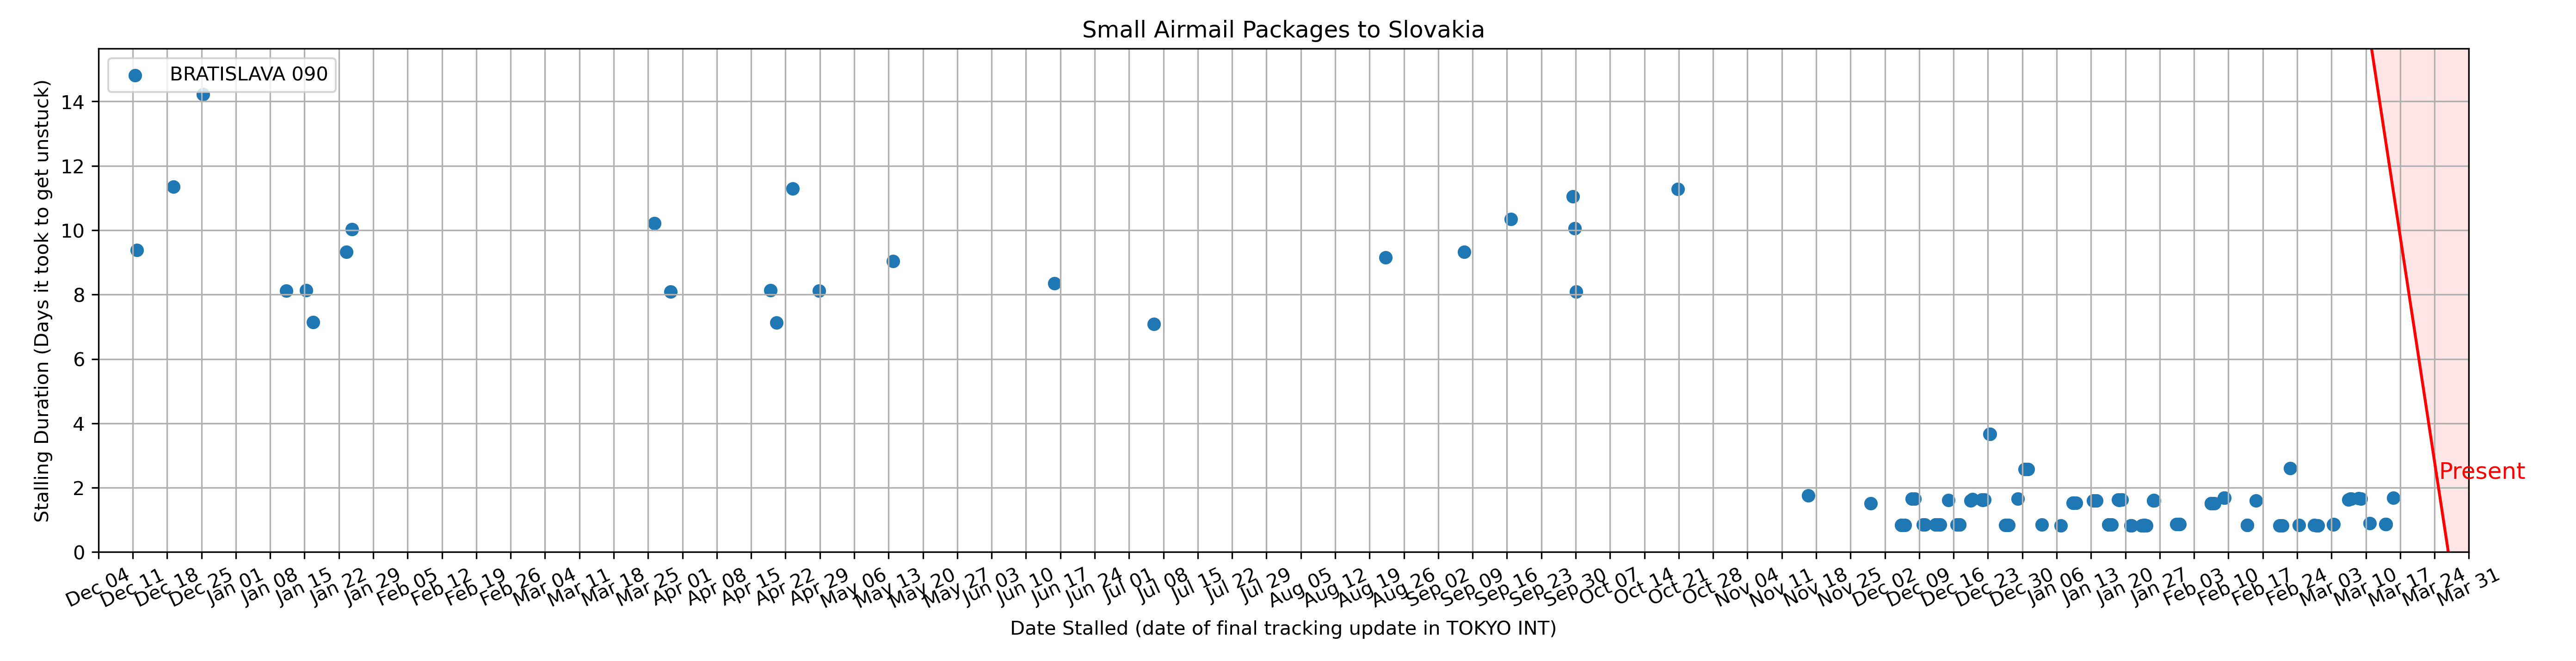 Small Airmail Packages to Slovakia
BRATISLAVA 090
Stalling Duration (Days it took to get unstuck)
14
12
10
8
6
4
2
0
Present
Dec 04
Dec 11
Dec 18
Dec 25
Jan 01
Jan 08
Jan 15
Jan 22
Jan 29
Feb 05
Feb 12
Feb 19
Feb 26
Mar 04
Mar 11
Mar 18
Mar 25
Apr 01
Apr 08
Apr 15
Apr 22
Apr 29
May 06
May 13
May 20
May 27
Jun 03
Jun 10
Jun 17
Jun 24
Jul 01
Jul 08
Jul 15
Jul 22
Jul 29
Aug 05
Aug 12
Aug 19
Aug 26
Sep 02
Sep 09
Sep 16
Sep 23
Sep 30
Oct 07
Oct 14
Oct 21
Oct 28
Nov 04
Nov 11
Nov 18
Nov 25
Dec 02
Dec 09
Dec 16
Dec 23
Dec 30
Jan 06
Jan 13
Jan 20
Jan 27
Feb 03
Feb 10
Feb 17
Feb 24
Mar 03
Mar 10
Mar 17
Mar 24
Mar 31
Date Stalled (date of final tracking update in TOKYO INT)